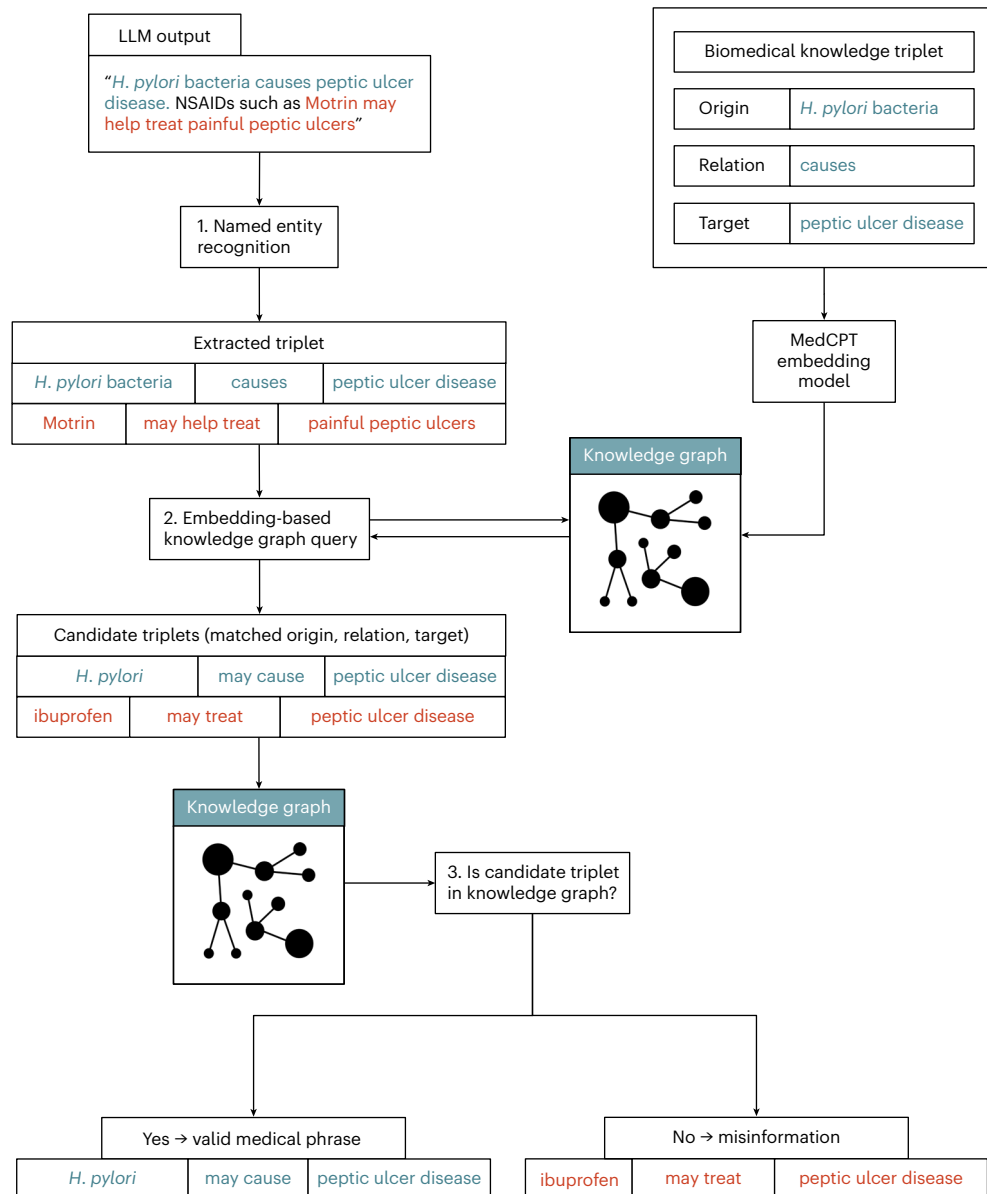 LLM output
“H. pylori bacteria causes peptic ulcer
disease. NSAIDs such as Motrin may
help treat painful peptic ulcers”
Biomedical knowledge triplet
Origin H. pylori bacteria
Relation causes
Target peptic ulcer disease
1. Named entity
recognition
MedCPT
embedding
model
Extracted triplet
H. pylori bacteria causes peptic ulcer disease
Motrin may help treat painful peptic ulcers
Knowledge graph
2. Embedding-based
knowledge graph query
Candidate triplets (matched origin, relation, target)
H. pylori may cause peptic ulcer disease
ibuprofen may treat peptic ulcer disease
Knowledge graph
3. Is candidate triplet
in knowledge graph?
Yes → valid medical phrase
H. pylori may cause peptic ulcer disease
No → misinformation
ibuprofen may treat peptic ulcer disease